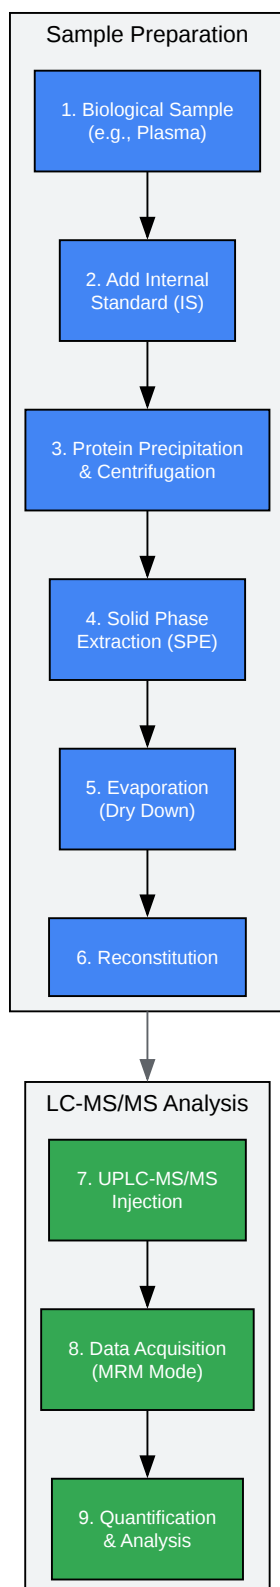 Sample Preparation
1. Biological Sample
(e.g., Plasma)
2. Add Internal
Standard (IS)
3. Protein Precipitation
& Centrifugation
4. Solid Phase
Extraction (SPE)
5. Evaporation
(Dry Down)
6. Reconstitution
LC-MS/MS Analysis
7. UPLC-MS/MS
Injection
8. Data Acquisition
(MRM Mode)
9. Quantification
& Analysis